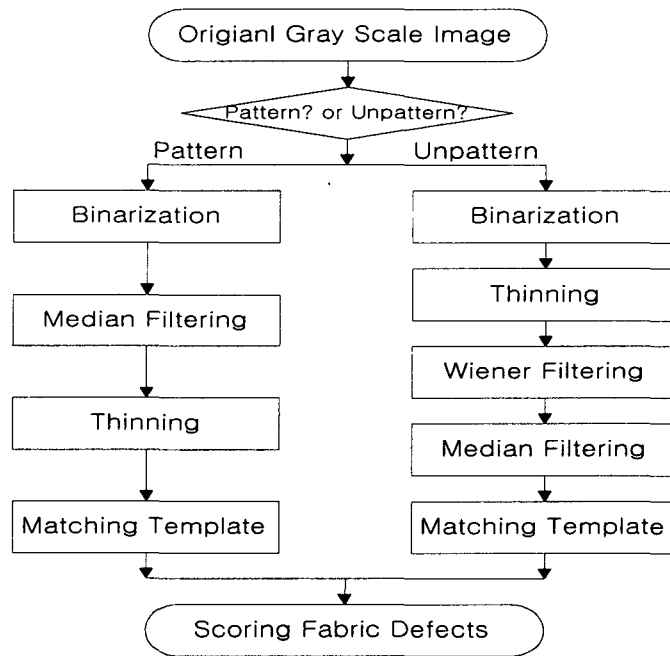 Origianl Gray Scale Image
Pattern? or Unpattern?
Pattern
Unpattern
Binarization
Median Filtering
Thinning
Matching Template
Binarization
Thinning
Wiener Filtering
Median Filtering
Matching Template
Scoring Fabric Defects